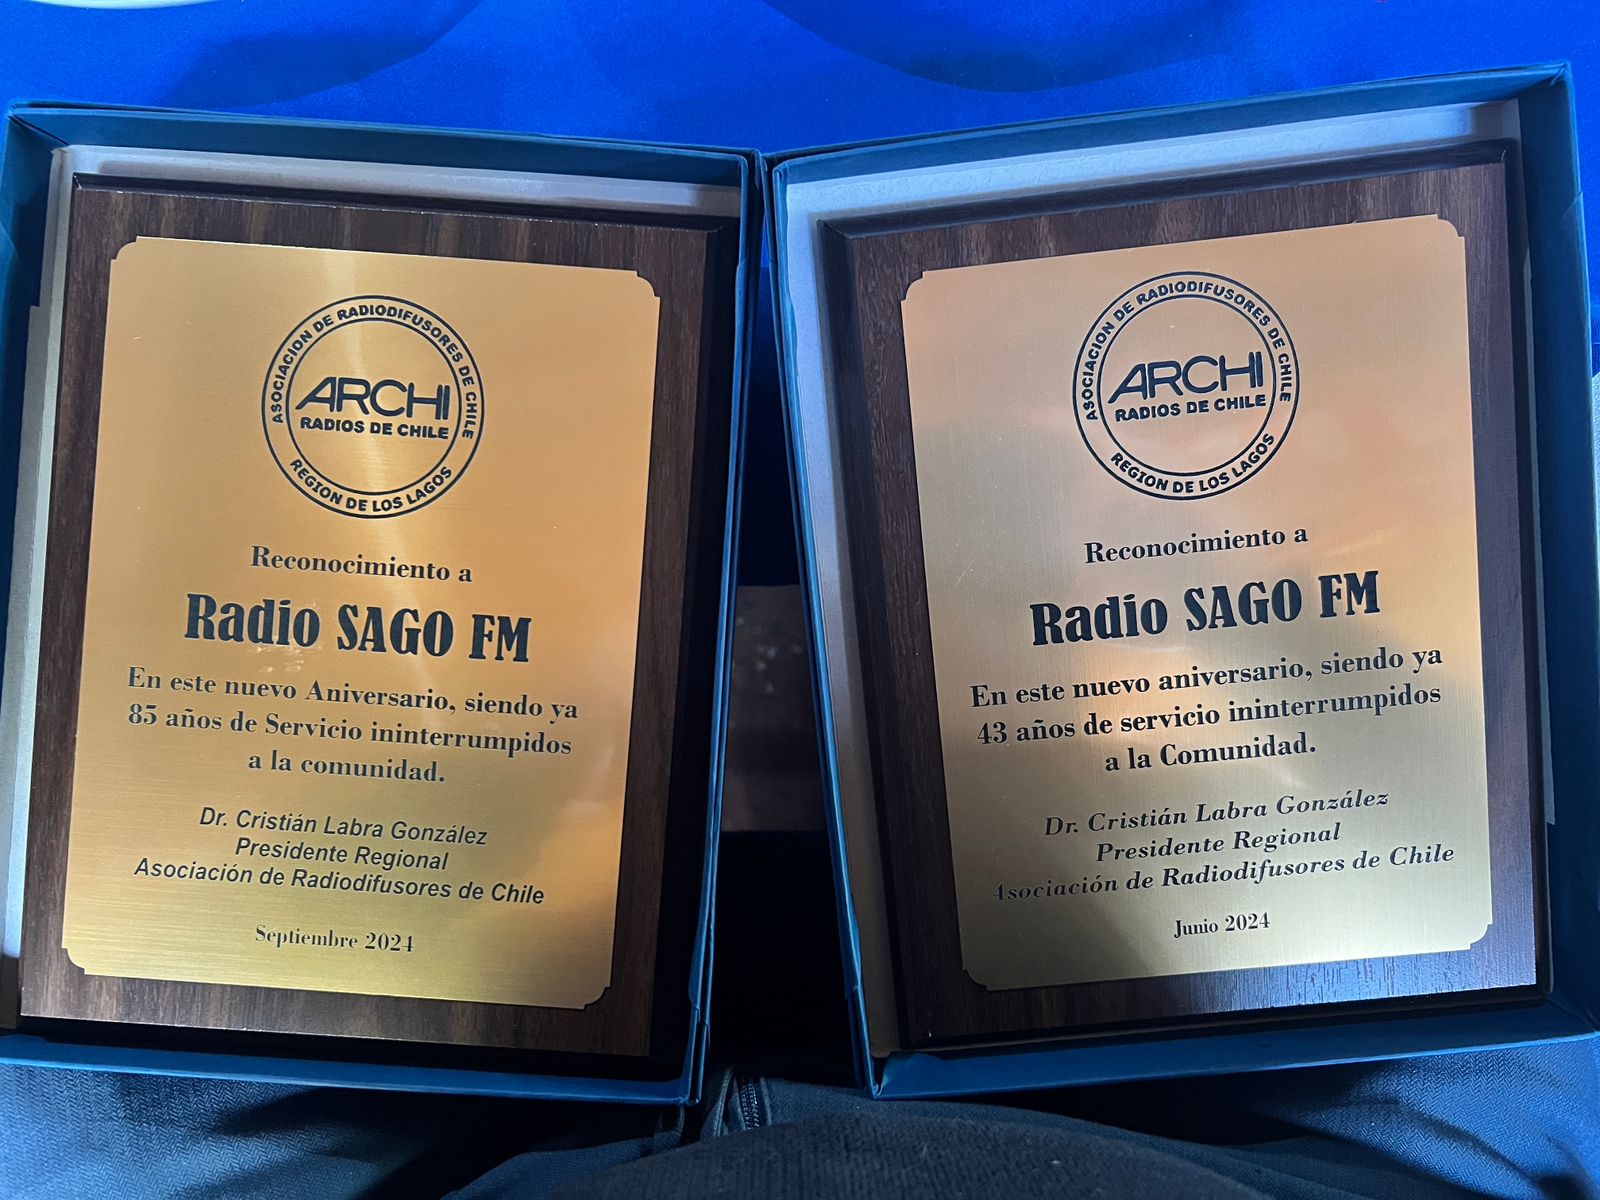 ASOCIACION DE RADIODIFUSORES DE CHILE
ARCHI
RADIOS DE CHILE
REGION DE LOS LAGOS
Reconocimiento a
Radio SAGO FM
En este nuevo Aniversario, siendo ya
85 años de Servicio ininterrumpidos
a la comunidad.
Dr. Cristián Labra González
Presidente Regional
Asociación de Radiodifusores de Chile
Septiembre 2024
ASOCIACION DE RADIODIFUSORES DE CHILE
ARCHI
RADIOS DE CHILE
REGION DE LOS LAGOS
Reconocimiento a
Radio SAGO FM
En este nuevo aniversario, siendo ya
43 años de servicio ininterrumpidos
a la Comunidad.
Dr. Cristián Labra González
Presidente Regional
Asociación de Radiodifusores de Chile
Junio 2024